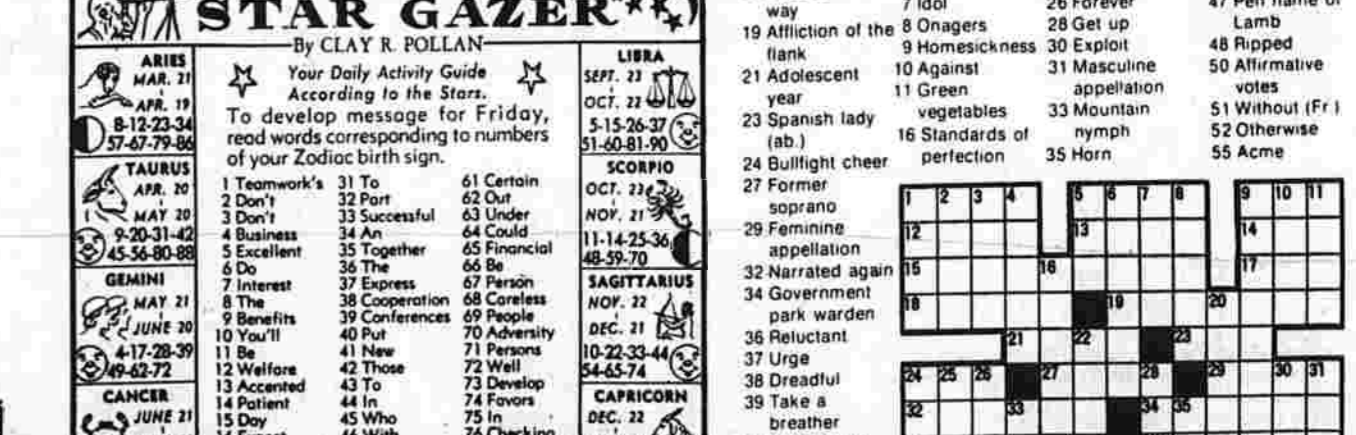 STAR GAZER
By CLAY R. POLLAN
Your Daily Activity Guide
According to the Stars.
To develop message for Friday,
read words corresponding to numbers
of your Zodiac birth sign.
ARIES
MAR. 21
APR. 19
8-12-23-34
57-67-79-86
TAURUS
APR. 20
MAY 20
9-20-31-42
45-56-80-88
GEMINI
MAY 21
JUNE 20
4-17-28-39
49-62-72
CANCER
JUNE 21
1 Teamwork's
2 Don't
3 Don't
4 Business
5 Excellent
6 Do
7 Interest
8 The
9 Benefits
10 You'll
11 Be
12 Welfare
13 Accented
14 Patient
15 Day
31 To
32 Part
33 Successful
34 An
35 Together
36 The
37 Express
38 Cooperation
39 Conferences
40 Put
41 New
42 Those
43 To
44 In
45 Who
46 With
61 Certain
62 Out
63 Under
64 Could
65 Financial
66 Be
67 Person
68 Careless
69 People
70 Adversity
71 Persons
72 Well
73 Develop
74 Favors
75 In
76 Checking
LIBRA
SEPT. 23
OCT. 22
5-15-26-37
51-60-81-90
SCORPIO
OCT. 23
NOV. 21
11-14-25-36
48-59-70
SAGITTARIUS
NOV. 22
DEC. 21
10-22-33-44
54-65-74
CAPRICORN
DEC. 22
way
19 Affliction of the
flank
21 Adolescent
year
23 Spanish lady
(ab.)
24 Bullfight cheer
27 Former
soprano
29 Feminine
appellation
32 Narrated again
34 Government
park warden
36 Reluctant
37 Urge
38 Dreadful
39 Take a
breather
7 Idol
8 Onagers
9 Homesickness
10 Against
11 Green
vegetables
16 Standards of
perfection
26 Forever
28 Get up
30 Exploit
31 Masculine
appellation
33 Mountain
nymph
35 Horn
47 Pen name of
Lamb
48 Ripped
50 Affirmative
votes
51 Without (Fr )
52 Otherwise
55 Acme
1 2 3 4 5 6 7 8 9 10 11
12 13 14
15 16 17
18 19 20
21 22 23
24 25 26 27 28 29 30 31
32 33 34 35